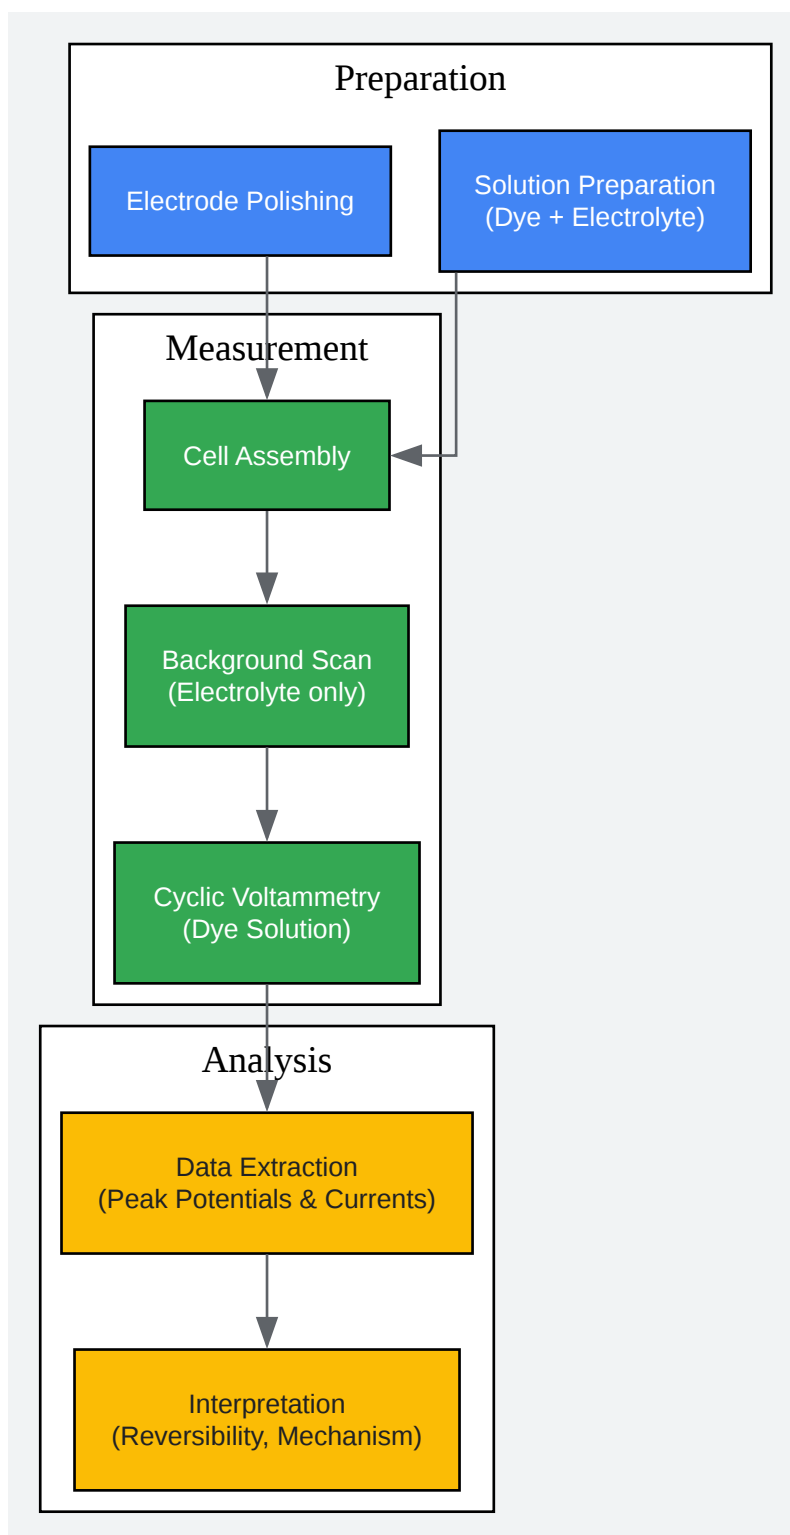 Preparation
Electrode Polishing
Solution Preparation
(Dye + Electrolyte)
Measurement
Cell Assembly
Background Scan
(Electrolyte only)
Cyclic Voltammetry
(Dye Solution)
Analysis
Data Extraction
(Peak Potentials & Currents)
Interpretation
(Reversibility, Mechanism)